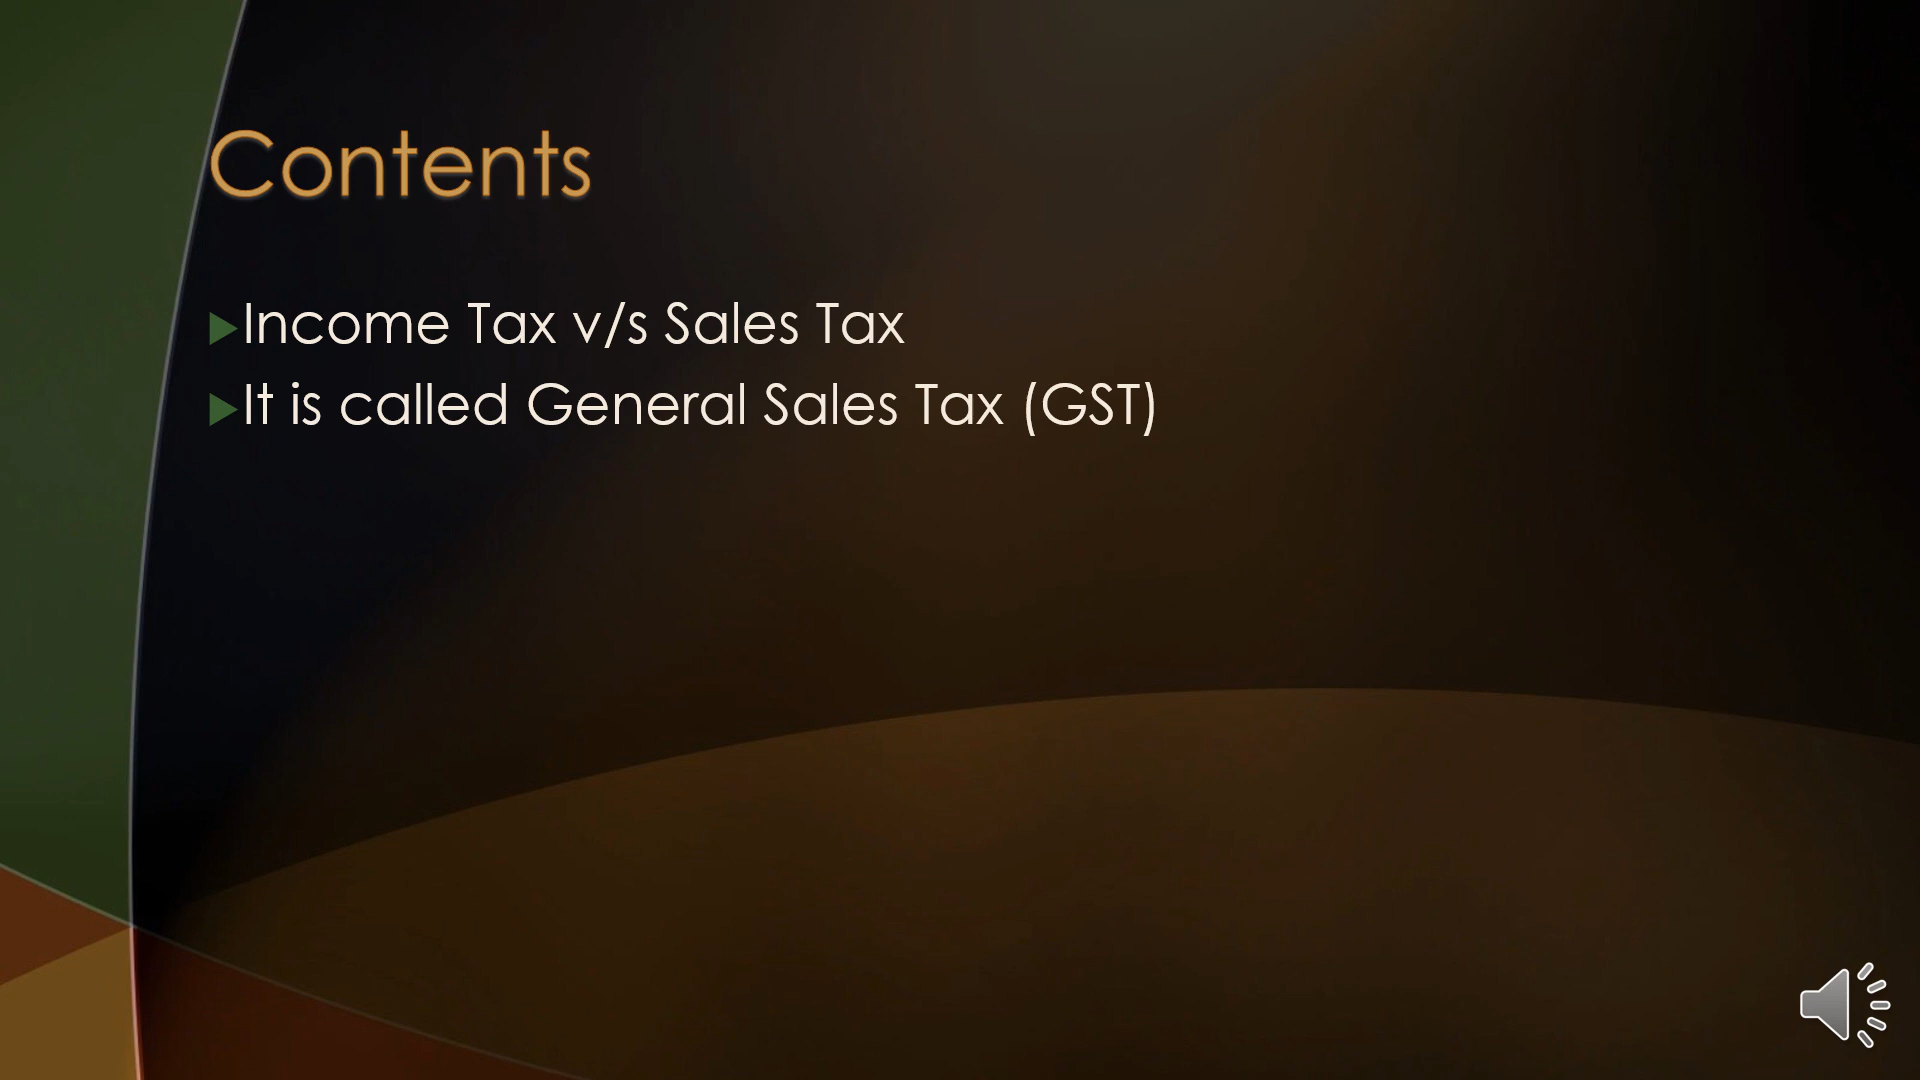 Contents
Income Tax v/s Sales Tax
It is called General Sales Tax (GST)